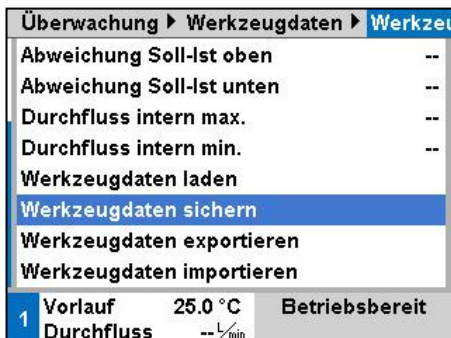 Überwachung ▶ Werkzeugdaten ▶ Werkzeu
Abweichung Soll-Ist oben --
Abweichung Soll-Ist unten --
Durchfluss intern max. --
Durchfluss intern min. --
Werkzeugdaten laden
Werkzeugdaten sichern
Werkzeugdaten exportieren
Werkzeugdaten importieren
1 Vorlauf 25.0 °C Betriebsbereit
Durchfluss -- L/min